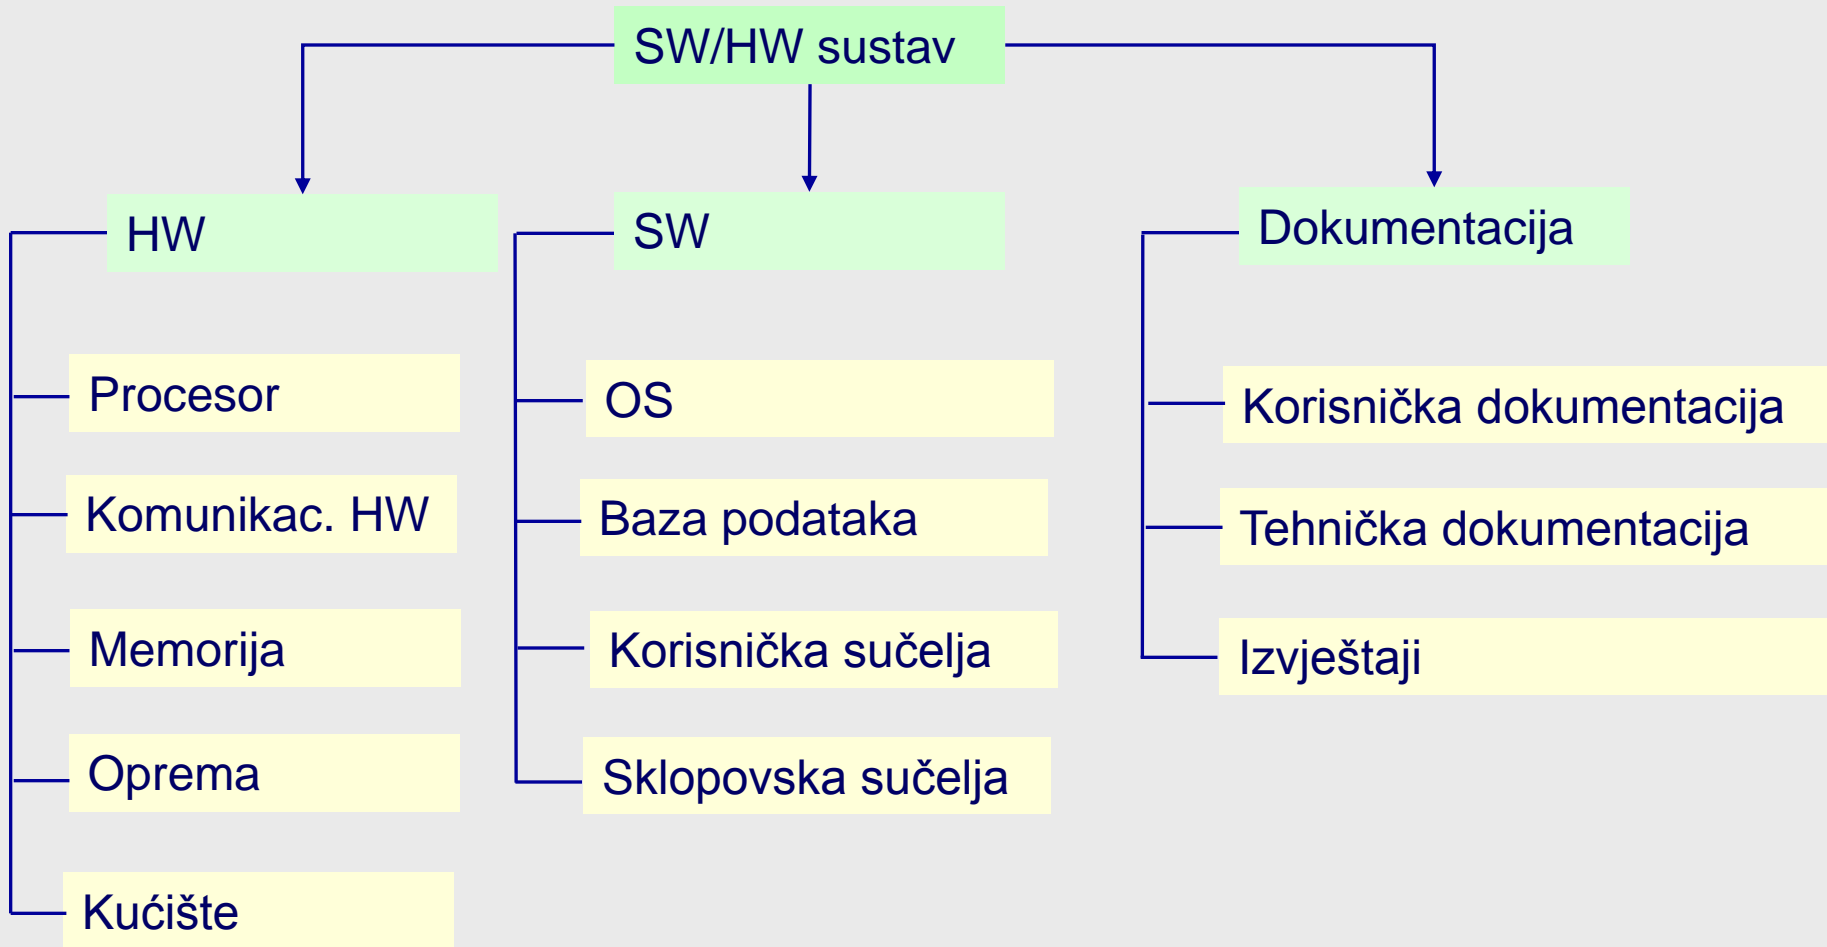 SW/HW sustav
HW
Procesor
Komunikac. HW
Memorija
Oprema
Kućište
SW
OS
Baza podataka
Korisnička sučelja
Sklopovska sučelja
Dokumentacija
Korisnička dokumentacija
Tehnička dokumentacija
Izvještaji